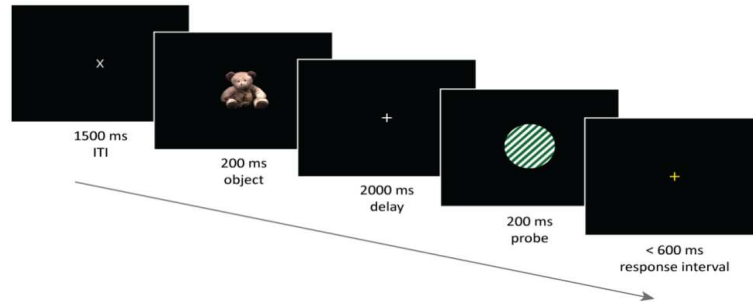 x
1500 ms
ITI
200 ms
object
+
2000 ms
delay
200 ms
probe
+
< 600 ms
response interval